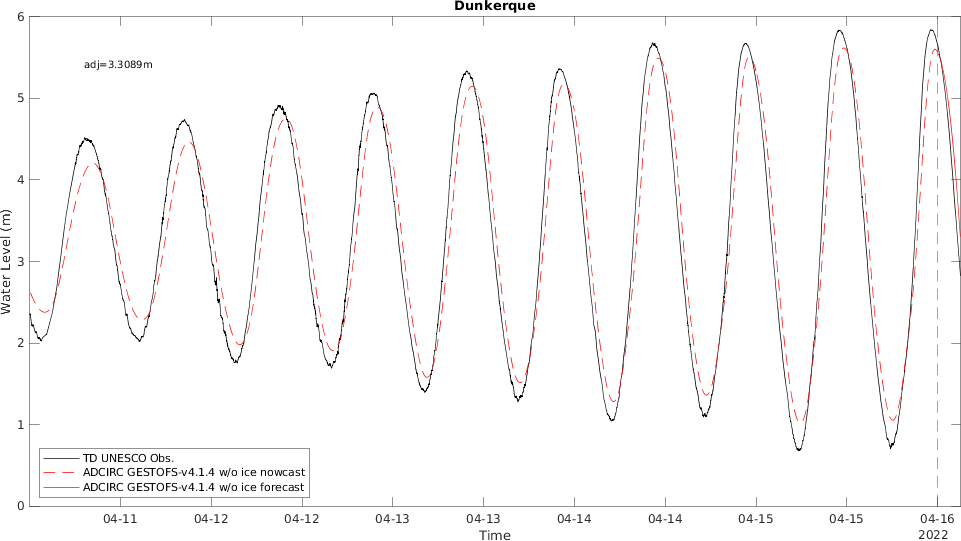 Dunkerque
6
adj=3.3089m
5
4
3
Water Level (m)
2
1
TD UNESCO Obs.
ADCIRC GESTOFS-v4.1.4 w/o ice nowcast
ADCIRC GESTOFS-v4.1.4 w/o ice forecast
0
04-11 04-12 04-12 04-13 04-13 04-14 04-14 04-15 04-15 04-16
Time 2022